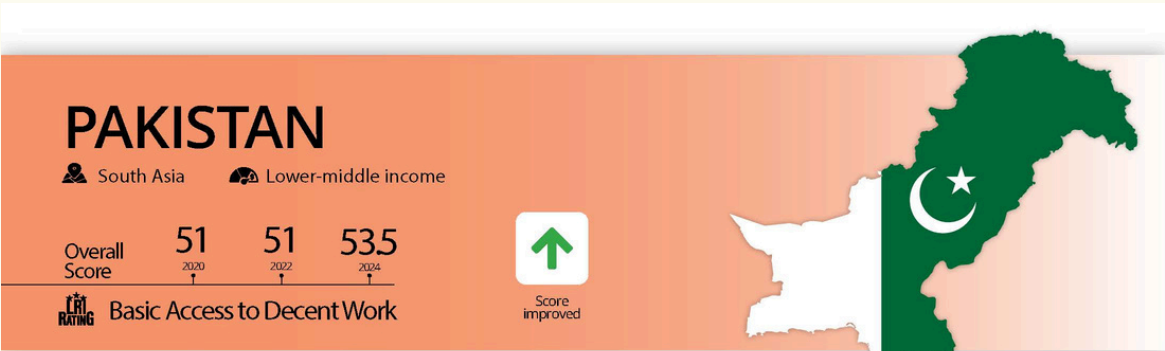 PAKISTAN
South Asia Lower-middle income
Overall Score 51 51 53.5
2020 2022 2024
LRI RATING Basic Access to Decent Work
Score
improved